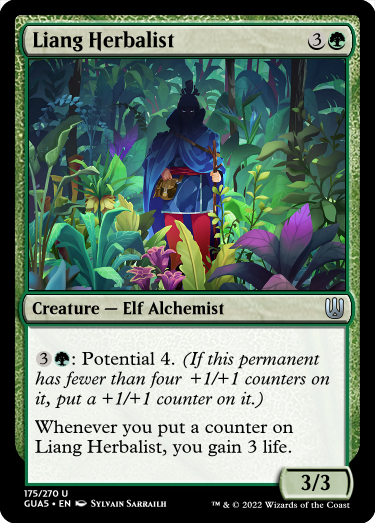 Liang Herbalist 3
Creature — Elf Alchemist
3 : Potential 4. (If this permanent
has fewer than four +1/+1 counters on
it, put a +1/+1 counter on it.)
Whenever you put a counter on
Liang Herbalist, you gain 3 life.
3/3
175/270 U
GUA5 • EN SYLVAIN SARRAILH ™ & © 2022 Wizards of the Coast